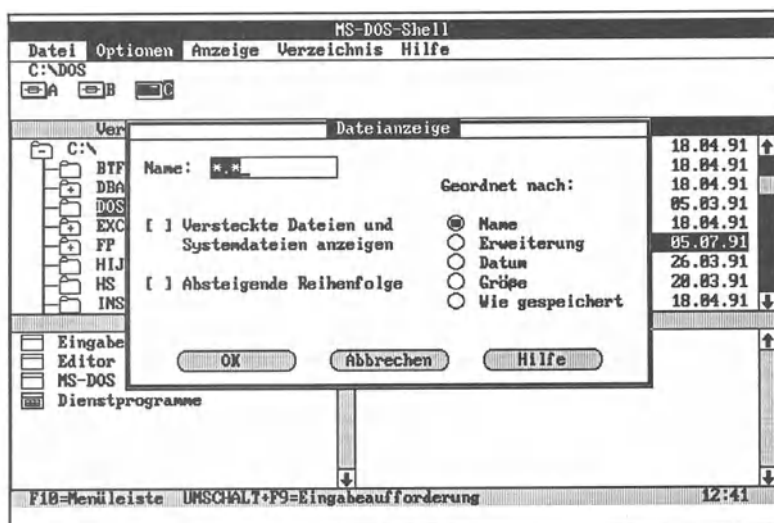 MS-DOS-Shell
Datei Optionen Anzeige Verzeichnis Hilfe
C:\DOS
A B C
Ver
Dateianzeige
C:\
BTF
DBA
DOS
EXC
FP
HIJ
HS
INS
Name: *.*_
[ ] Versteckte Dateien und
Systemdateien anzeigen
[ ] Absteigende Reihenfolge
Geordnet nach:
Name
Erweiterung
Datum
Größe
Wie gespeichert
OK Abbrechen Hilfe
18.04.91
18.04.91
18.04.91
05.03.91
18.04.91
05.07.91
26.03.91
20.03.91
18.04.91
Eingabe
Editor
MS-DOS
Dienstprogramme
F10=Menüleiste UMSCHALT+F9=Eingabeaufforderung 12:41